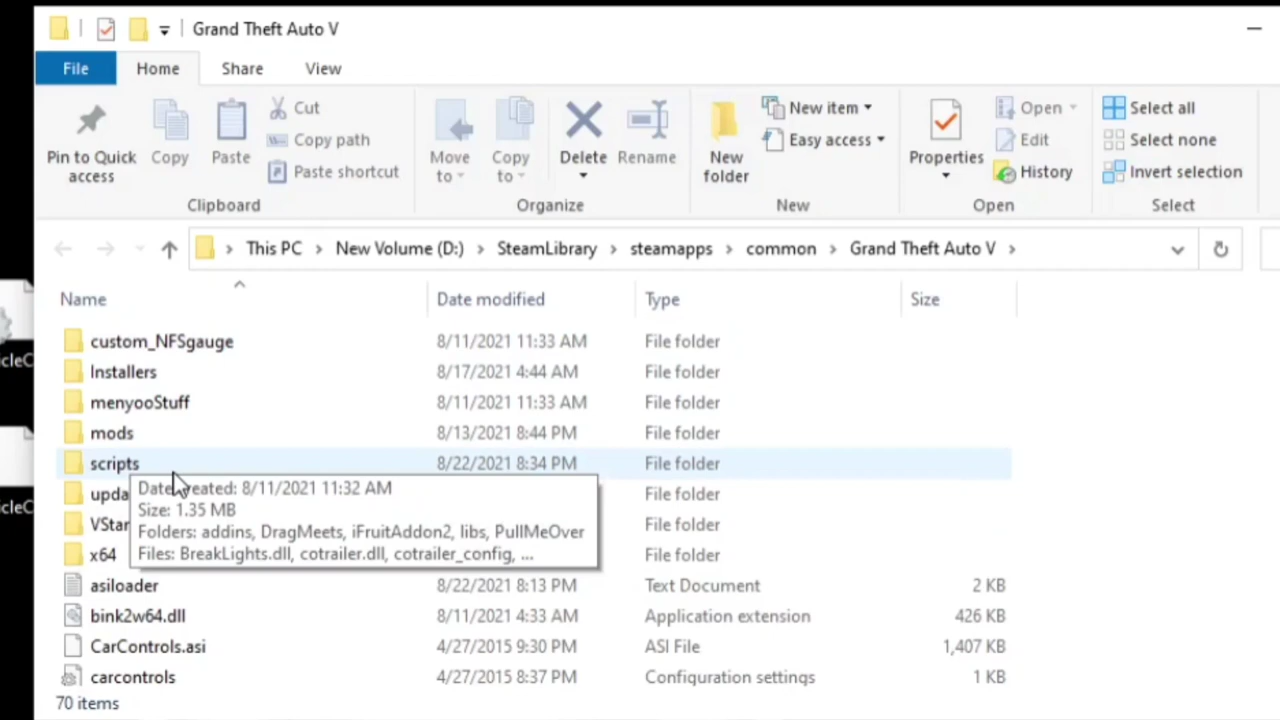 Grand Theft Auto V
File Home Share View
Pin to Quick access
Copy
Paste
Cut
Copy path
Paste shortcut
Clipboard
Move to
Copy to
Delete
Rename
Organize
New folder
New item
Easy access
New
Properties
Open
Edit
History
Open
Select all
Select none
Invert selection
Select
This PC > New Volume (D:) > SteamLibrary > steamapps > common > Grand Theft Auto V >
Name Date modified Type Size
custom_NFSgauge 8/11/2021 11:33 AM File folder
Installers 8/17/2021 4:44 AM File folder
menyooStuff 8/11/2021 11:33 AM File folder
mods 8/13/2021 8:44 PM File folder
scripts 8/22/2021 8:34 PM File folder
upda File folder
VStar File folder
x64 File folder
Date created: 8/11/2021 11:32 AM
Size: 1.35 MB
Folders: addins, DragMeets, iFruitAddon2, libs, PullMeOver
Files: BreakLights.dll, cotrailer.dll, cotrailer_config, ...
asiloader 8/22/2021 8:13 PM Text Document 2 KB
bink2w64.dll 8/11/2021 4:33 AM Application extension 426 KB
CarControls.asi 4/27/2015 9:30 PM ASI File 1,407 KB
carcontrols 4/27/2015 8:37 PM Configuration settings 1 KB
70 items
icleC
icleC